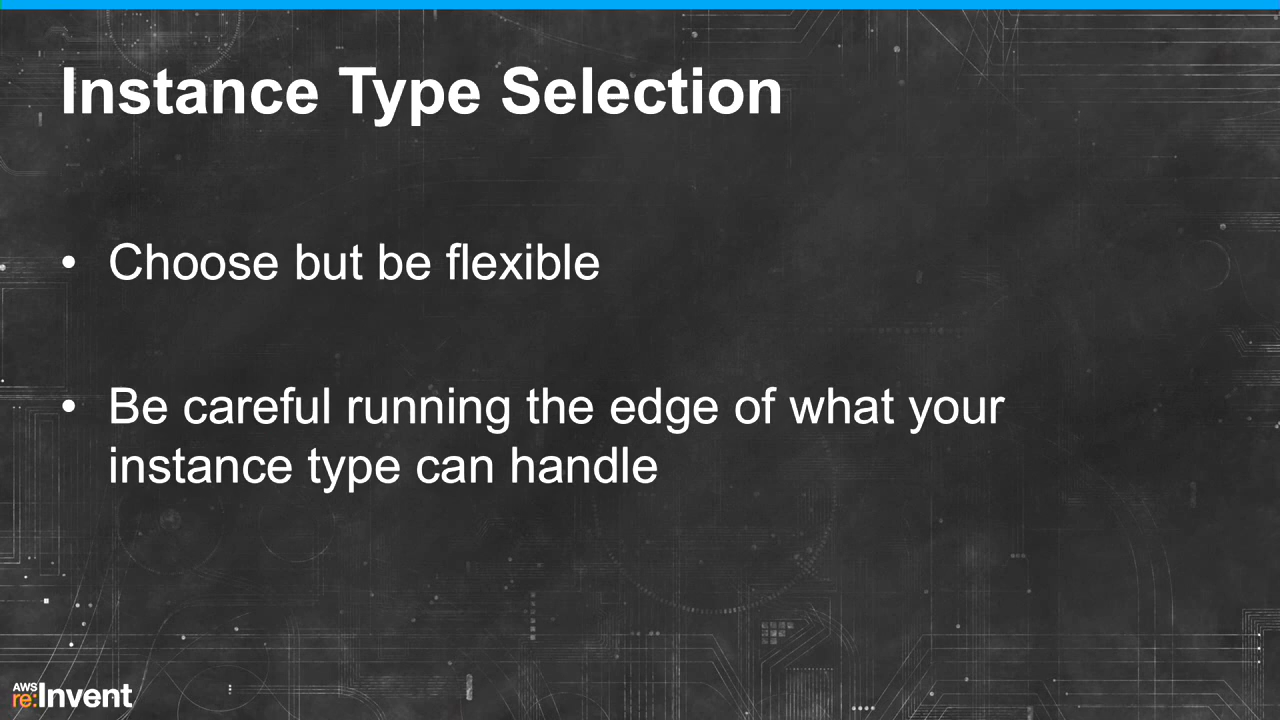 Instance Type Selection
• Choose but be flexible
• Be careful running the edge of what your
instance type can handle
AWS
re:Invent